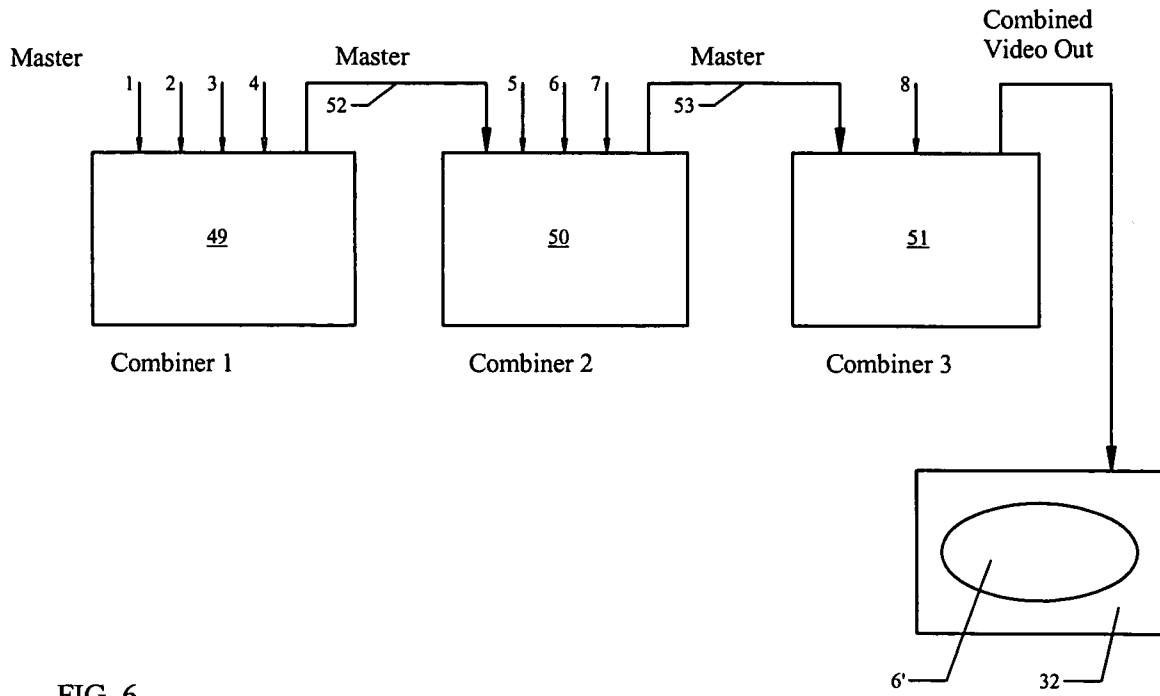 Combined
Video Out
Master
Master
Master
1
2
3
4
52
5
6
7
53
8
49
50
51
Combiner 1
Combiner 2
Combiner 3
6'
32
FIG. 6